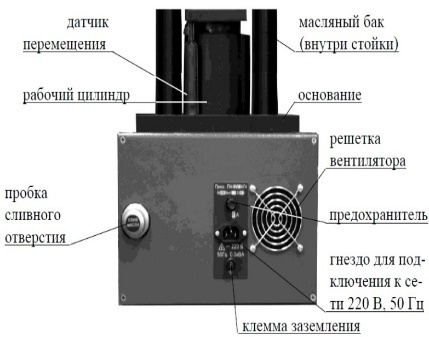 датчик
перемещения
рабочий цилиндр
масляный бак
(внутри стойки)
основание
решетка
вентилятора
пробка
сливного
отверстия
предохранитель
гнездо для под-
ключения к се-
ти 220 В, 50 Гц
клемма заземления